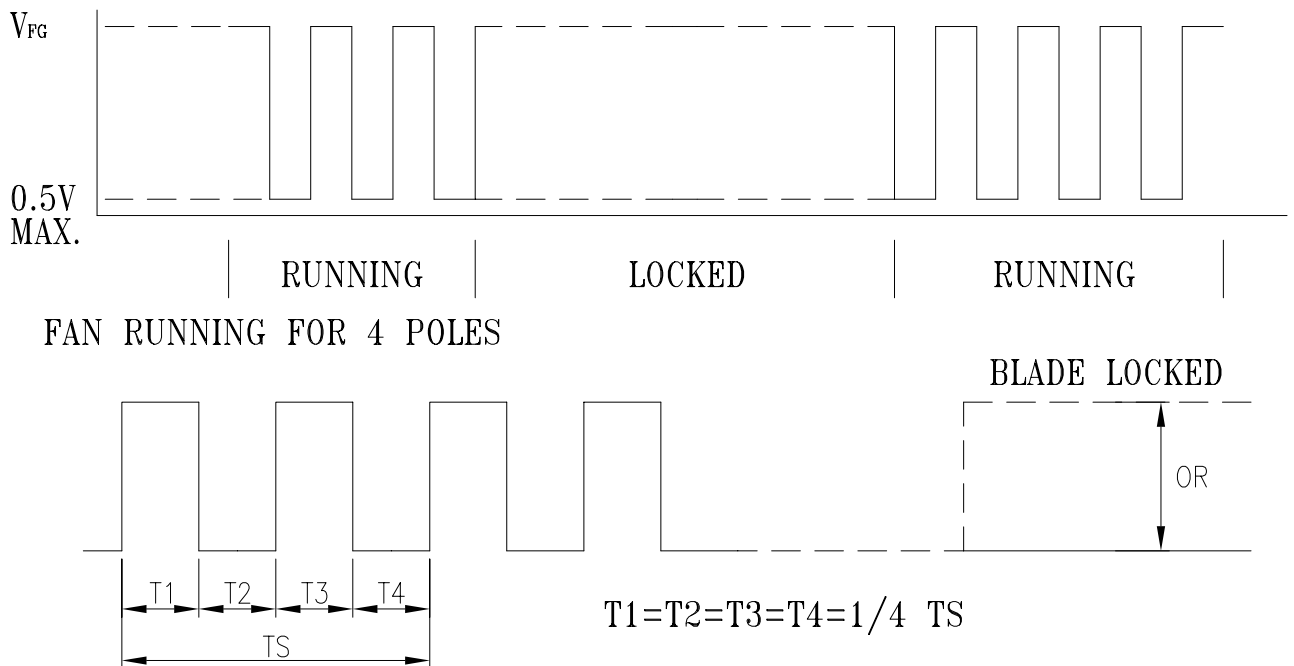 VFG
0.5V
MAX.
RUNNING LOCKED RUNNING
FAN RUNNING FOR 4 POLES
BLADE LOCKED
OR
T1 T2 T3 T4
T1=T2=T3=T4=1/4 TS
TS